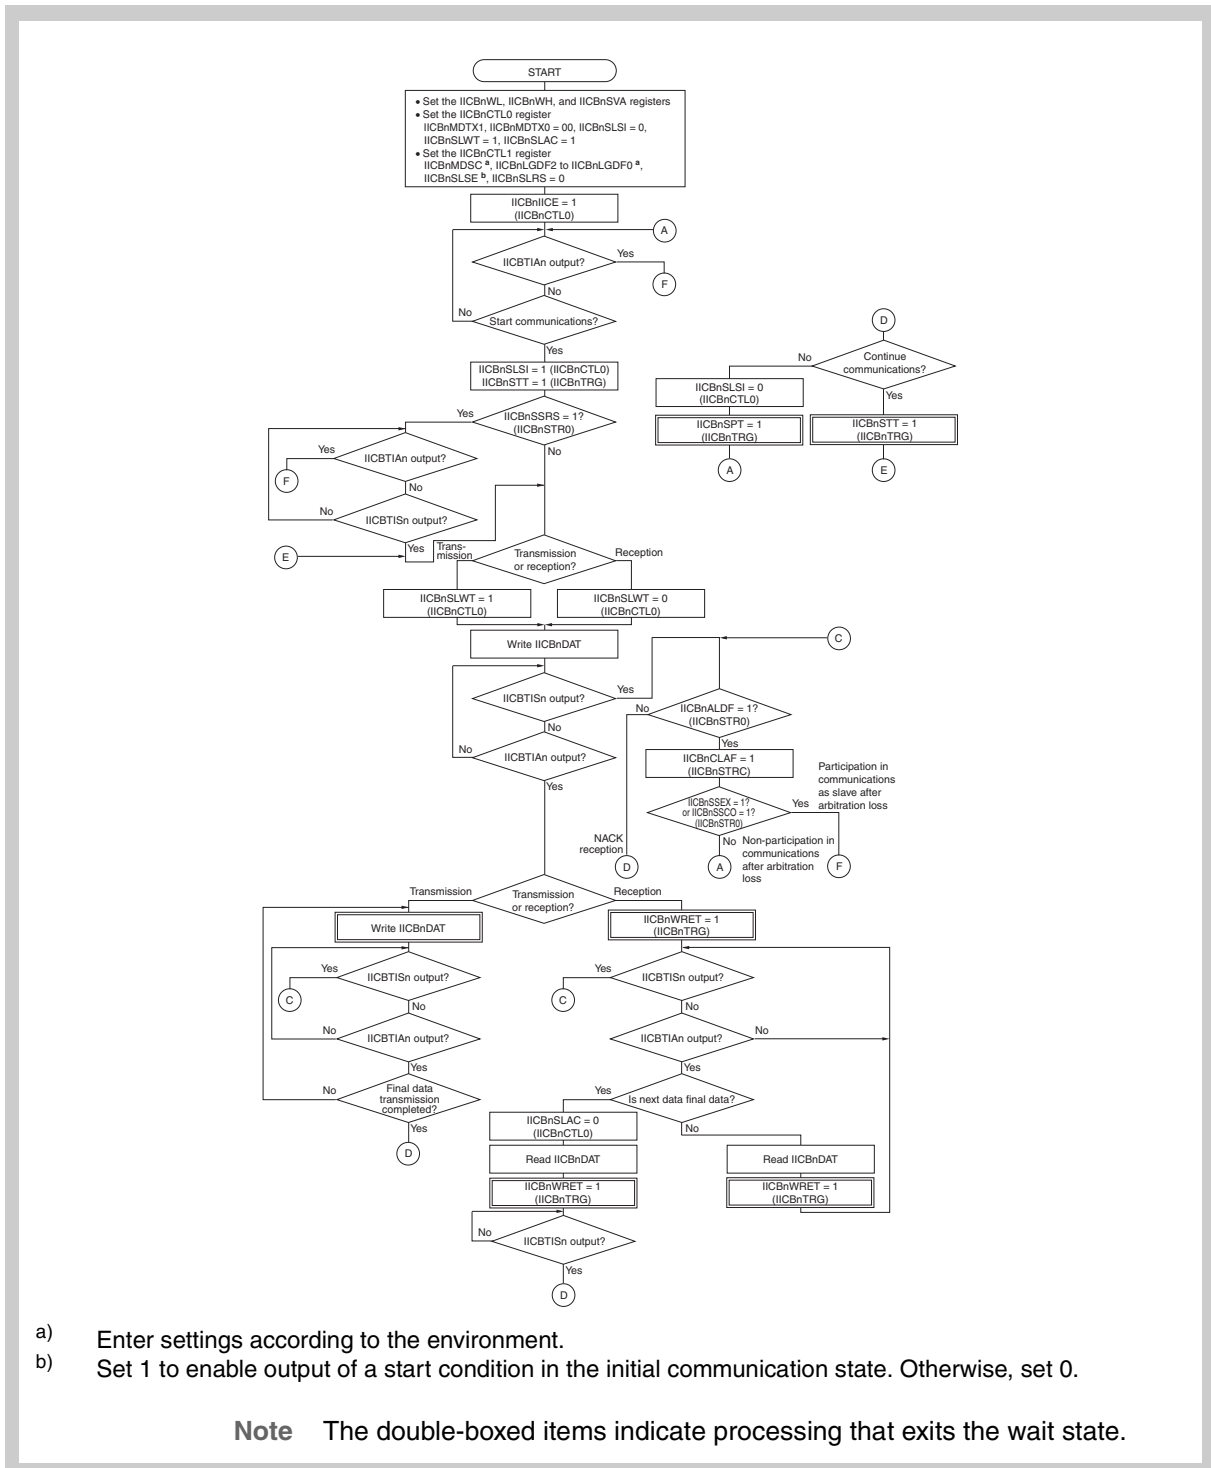 START
• Set the IICBnWL, IICBnWH, and IICBnSVA registers
• Set the IICBnCTL0 register
IICBnMDTX1, IICBnMDTX0 = 00, IICBnSLSI = 0,
IICBnSLWT = 1, IICBnSLAC = 1
• Set the IICBnCTL1 register
IICBnMDSC a, IICBnLGDF2 to IICBnLGDF0 a,
IICBnSLSE b, IICBnSLRS = 0
IICBnIICE = 1
(IICBnCTL0)
A
IICBTIAn output?
Yes
F
No
Start communications?
No
Yes
IICBnSLSI = 1 (IICBnCTL0)
IICBnSTT = 1 (IICBnTRG)
D
Continue
communications?
No
Yes
IICBnSLSI = 0
(IICBnCTL0)
IICBnSPT = 1
(IICBnTRG)
IICBnSTT = 1
(IICBnTRG)
A
E
IICBnSSRS = 1?
(IICBnSTR0)
Yes
No
IICBTIAn output?
Yes
F
No
IICBTISn output?
No
Yes
E
Trans-
mission
Transmission
or reception?
Reception
IICBnSLWT = 1
(IICBnCTL0)
IICBnSLWT = 0
(IICBnCTL0)
Write IICBnDAT
C
IICBTISn output?
Yes
No
IICBTIAn output?
No
Yes
IICBnALDF = 1?
(IICBnSTR0)
No
Yes
IICBnCLAF = 1
(IICBnSTRC)
IICBnSSEX = 1?
or IICBnSSCO = 1?
(IICBnSTR0)
Yes
Participation in
communications
as slave after
arbitration loss
No
Non-participation in
communications
after arbitration
loss
NACK
reception
D
A
F
Transmission
Transmission
or reception?
Reception
Write IICBnDAT
IICBnWRET = 1
(IICBnTRG)
IICBTISn output?
Yes
C
No
IICBTIAn output?
No
Yes
Final data
transmission
completed?
No
Yes
D
IICBTISn output?
Yes
C
No
IICBTIAn output?
No
Yes
Is next data final data?
Yes
No
IICBnSLAC = 0
(IICBnCTL0)
Read IICBnDAT
IICBnWRET = 1
(IICBnTRG)
Read IICBnDAT
IICBnWRET = 1
(IICBnTRG)
IICBTISn output?
No
Yes
D
a) Enter settings according to the environment.
b) Set 1 to enable output of a start condition in the initial communication state. Otherwise, set 0.
Note The double-boxed items indicate processing that exits the wait state.